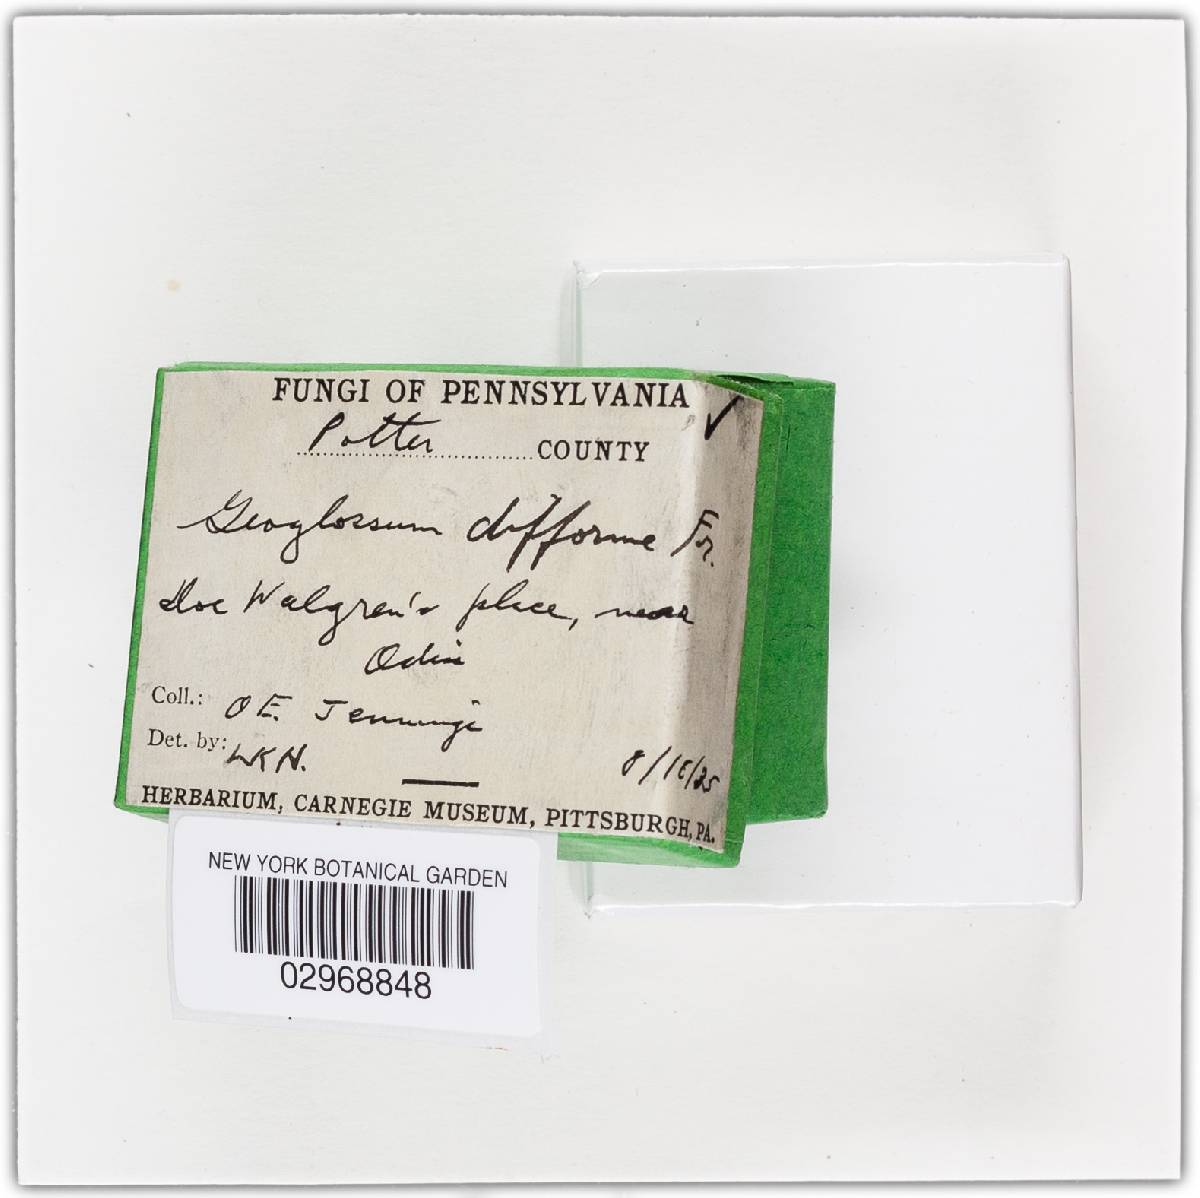 FUNGI OF PENNSYLVANIA ✓
Potter COUNTY
Geoglossum difforme Fr.
Doc Walgren's place, near
Odin
Coll.: O E. Jennings
Det. by: LKH. 8/15/25
HERBARIUM, CARNEGIE MUSEUM, PITTSBURGH, PA.
NEW YORK BOTANICAL GARDEN
02968848